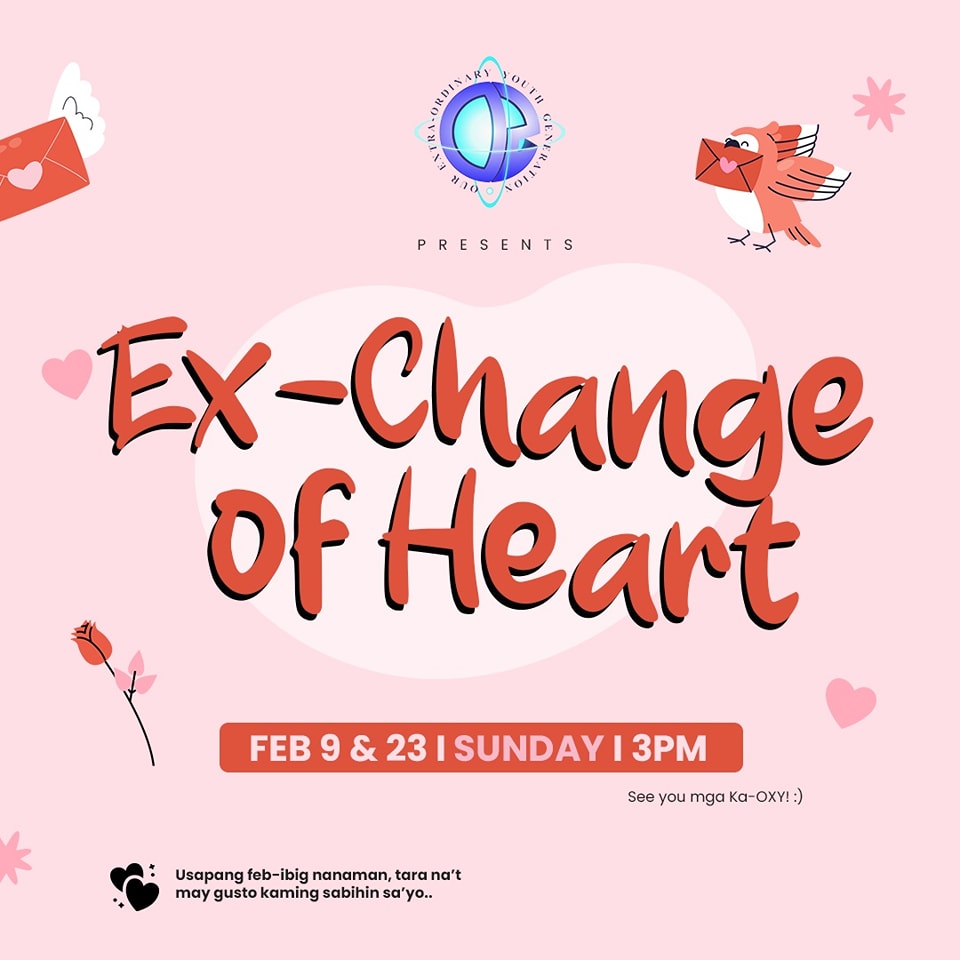 OUR EXTRA-ORDINARY YOUTH GENERATION
PRESENTS
Ex-Change
of Heart
FEB 9 & 23 I SUNDAY I 3PM
See you mga Ka-OXY! :)
Usapang feb-ibig nanaman, tara na't
may gusto kaming sabihin sa'yo..